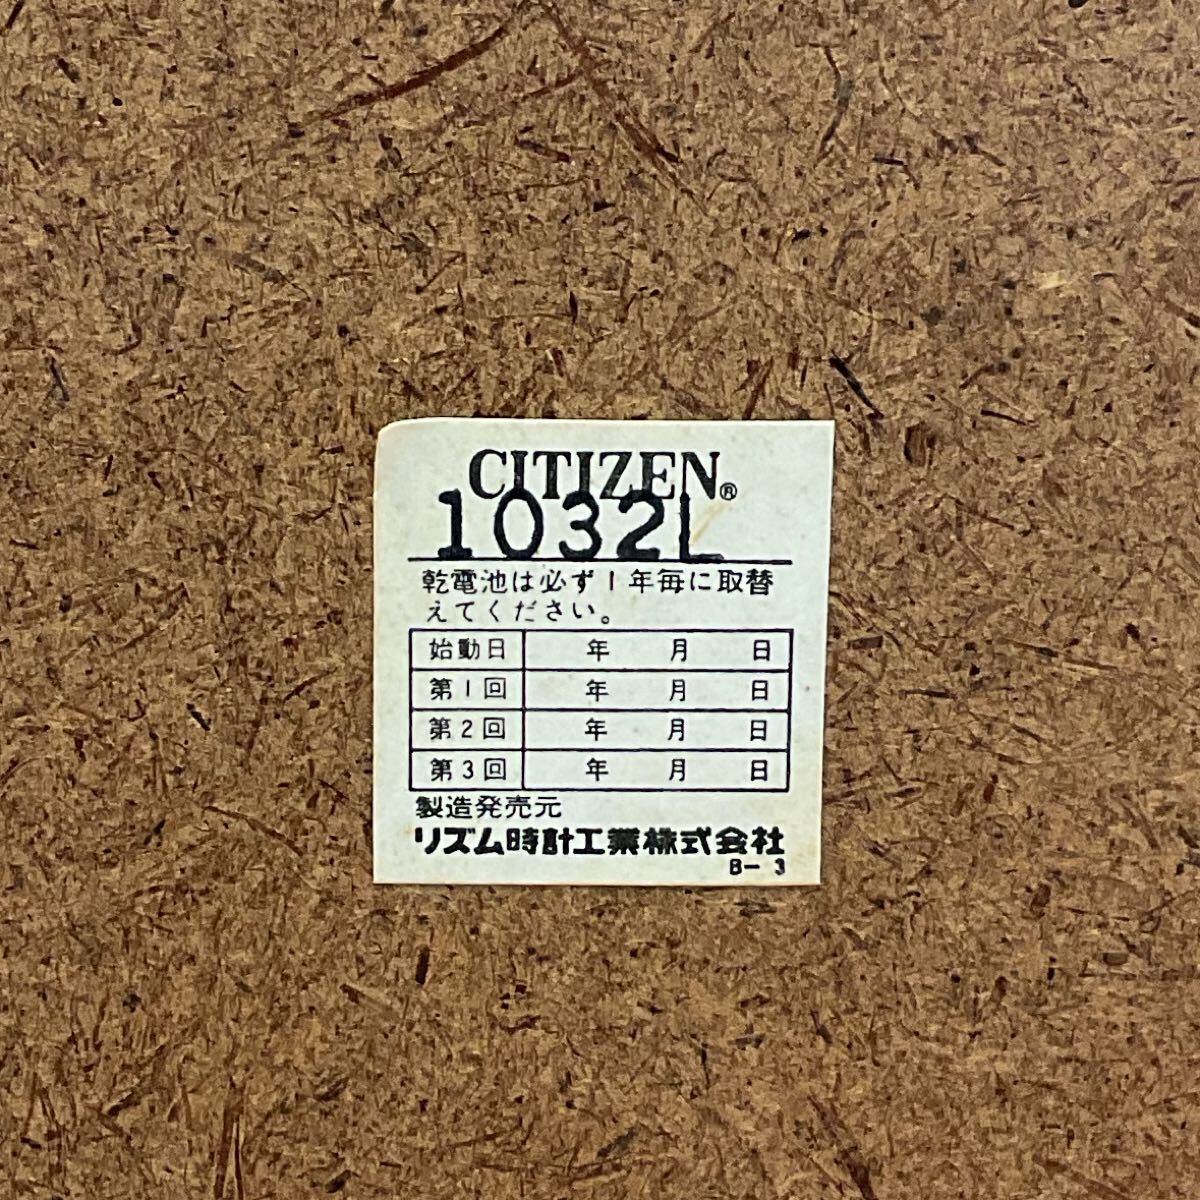 CITIZEN®
1032L
乾電池は必ず1年毎に取替
えてください。
始動日 年 月 日
第1回 年 月 日
第2回 年 月 日
第3回 年 月 日
製造発売元
リズム時計工業株式会社
B-3